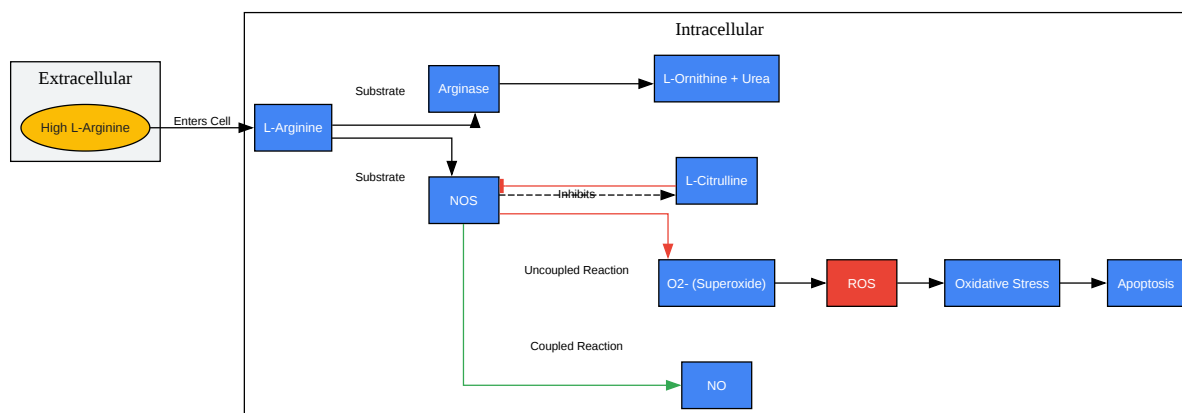 Intracellular
Extracellular
High L-Arginine
Enters Cell
L-Arginine
Substrate
Arginase
L-Ornithine + Urea
Substrate
NOS
Inhibits
L-Citrulline
Uncoupled Reaction
O2- (Superoxide)
ROS
Oxidative Stress
Apoptosis
Coupled Reaction
NO